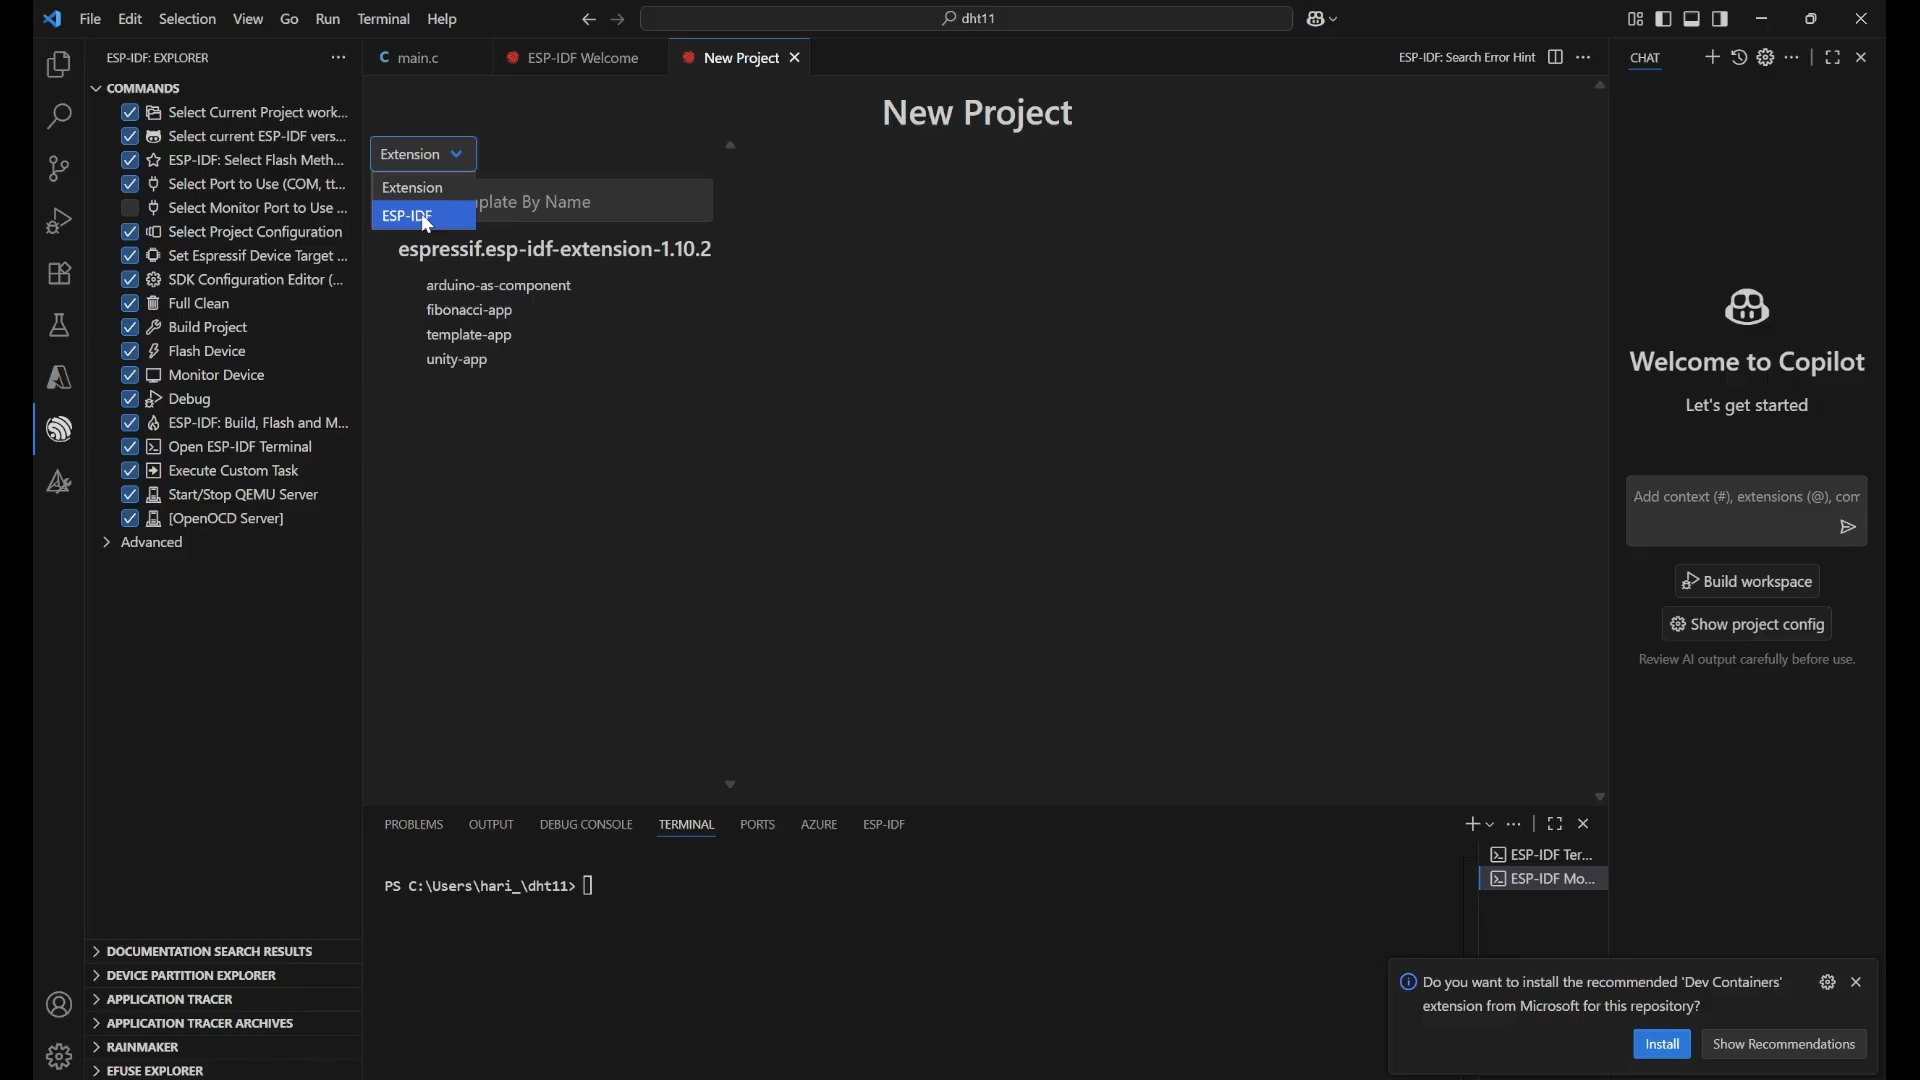 File Edit Selection View Go Run Terminal Help
dht11
ESP-IDF: EXPLORER
COMMANDS
Select Current Project work...
Select current ESP-IDF vers...
ESP-IDF: Select Flash Meth...
Select Port to Use (COM, tt...
Select Monitor Port to Use ...
Select Project Configuration
Set Espressif Device Target ...
SDK Configuration Editor (...
Full Clean
Build Project
Flash Device
Monitor Device
Debug
ESP-IDF: Build, Flash and M...
Open ESP-IDF Terminal
Execute Custom Task
Start/Stop QEMU Server
[OpenOCD Server]
Advanced
DOCUMENTATION SEARCH RESULTS
DEVICE PARTITION EXPLORER
APPLICATION TRACER
APPLICATION TRACER ARCHIVES
RAINMAKER
EFUSE EXPLORER
C main.c
ESP-IDF Welcome
New Project
ESP-IDF: Search Error Hint
New Project
Extension
Extension
ESP-IDF
plate By Name
espressif.esp-idf-extension-1.10.2
arduino-as-component
fibonacci-app
template-app
unity-app
PROBLEMS OUTPUT DEBUG CONSOLE TERMINAL PORTS AZURE ESP-IDF
PS C:\Users\hari_\dht11>
ESP-IDF Ter...
ESP-IDF Mo...
CHAT
Welcome to Copilot
Let's get started
Add context (#), extensions (@), com
Build workspace
Show project config
Review AI output carefully before use.
Do you want to install the recommended 'Dev Containers'
extension from Microsoft for this repository?
Install
Show Recommendations